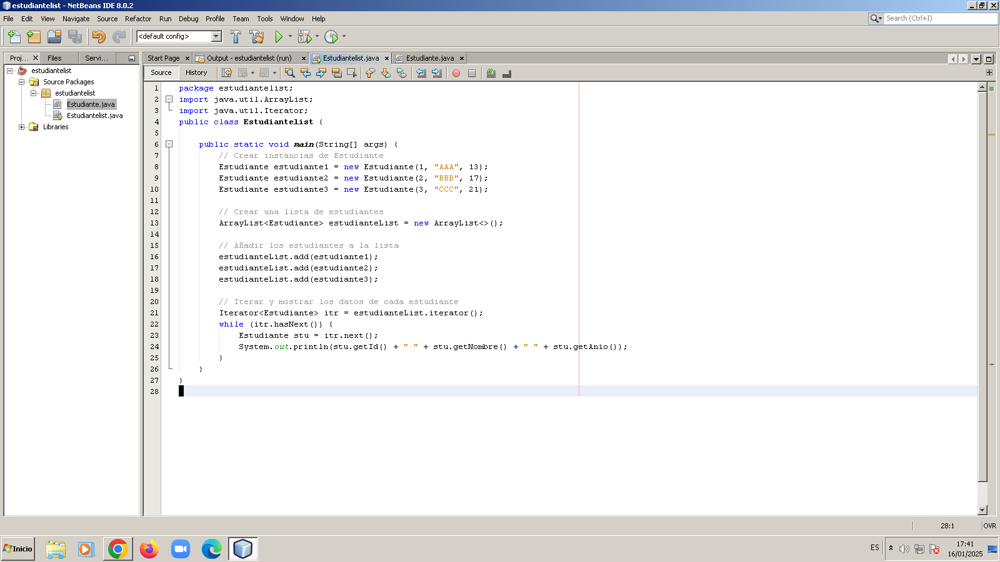 estudiantelist - NetBeans IDE 8.0.2
File Edit View Navigate Source Refactor Run Debug Profile Team Tools Window Help
Search (Ctrl+I)
<default config>
Proj... Files Servi...
Start Page Output - estudiantelist (run) Estudiantelist.java Estudiante.java
Source History
estudiantelist
Source Packages
estudiantelist
Estudiante.java
Estudiantelist.java
Libraries
1 package estudiantelist;
2 import java.util.ArrayList;
3 import java.util.Iterator;
4 public class Estudiantelist {
5
6 public static void main(String[] args) {
7 // Crear instancias de Estudiante
8 Estudiante estudiante1 = new Estudiante(1, "AAA", 13);
9 Estudiante estudiante2 = new Estudiante(2, "BBB", 17);
10 Estudiante estudiante3 = new Estudiante(3, "CCC", 21);
11
12 // Crear una lista de estudiantes
13 ArrayList<Estudiante> estudianteList = new ArrayList<>();
14
15 // Añadir los estudiantes a la lista
16 estudianteList.add(estudiante1);
17 estudianteList.add(estudiante2);
18 estudianteList.add(estudiante3);
19
20 // Iterar y mostrar los datos de cada estudiante
21 Iterator<Estudiante> itr = estudianteList.iterator();
22 while (itr.hasNext()) {
23 Estudiante stu = itr.next();
24 System.out.println(stu.getId() + " " + stu.getNombre() + " " + stu.getAnio());
25 }
26 }
27 }
28
28:1 OVR
Inicio
ES
17:41
16/01/2025